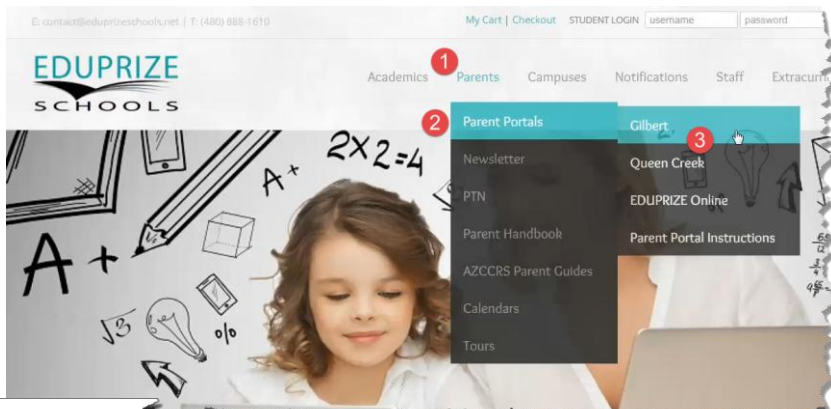 E: contact@eduprizeschools.net | T: (480) 888-1610
My Cart | Checkout STUDENT LOGIN username password
EDUPRIZE
SCHOOLS
1
Academics Parents Campuses Notifications Staff Extracurri
2
Parent Portals
Newsletter
PTN
Parent Handbook
AZCCRS Parent Guides
Calendars
Tours
Gilbert
3
Queen Creek
EDUPRIZE Online
Parent Portal Instructions
2x2=4
A+
A+
√3
%